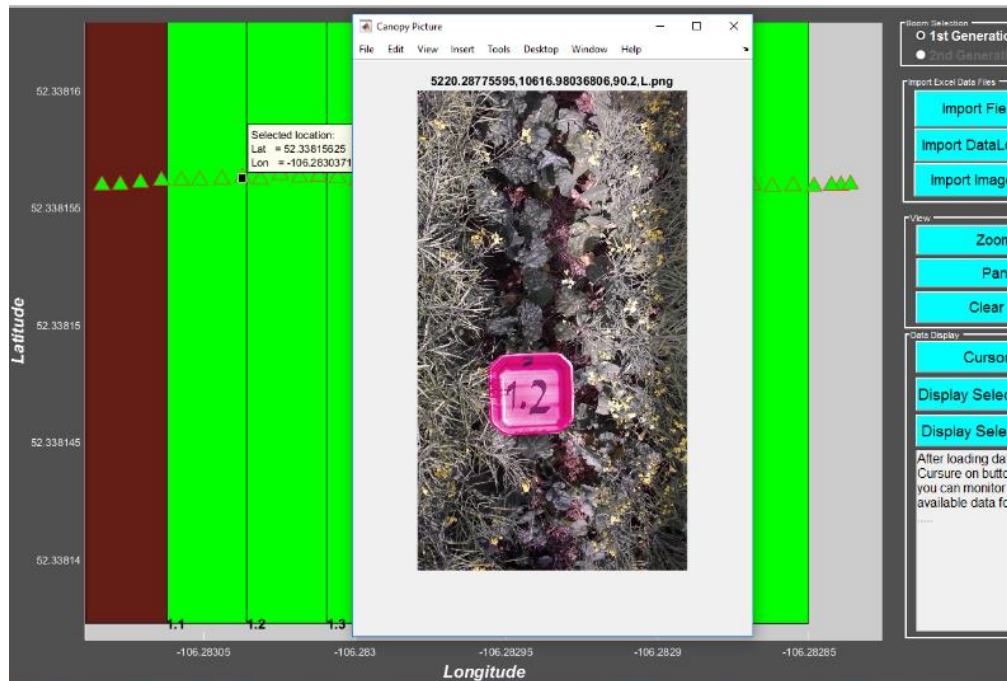 Canopy Picture
File Edit View Insert Tools Desktop Window Help
5220.28775595,10616.98036806,90.2,L.png
1.2
Selected location:
Lat = 52.33815625
Lon = -106.2830371
Latitude
52.33816
52.338155
52.33815
52.338145
52.33814
1.1 1.2 1.3
-106.28305 -106.283 -106.28295 -106.2829 -106.28285
Longitude
Boom Selection
1st Generatio
2nd Generati
Import Excel Data Files
Import Fie
Import DataLo
Import Image
View
Zoom
Pan
Clear
Data Display
Cursor
Display Selec
Display Sele
After loading da
Cursure on butto
you can monitor
available data fo
.....